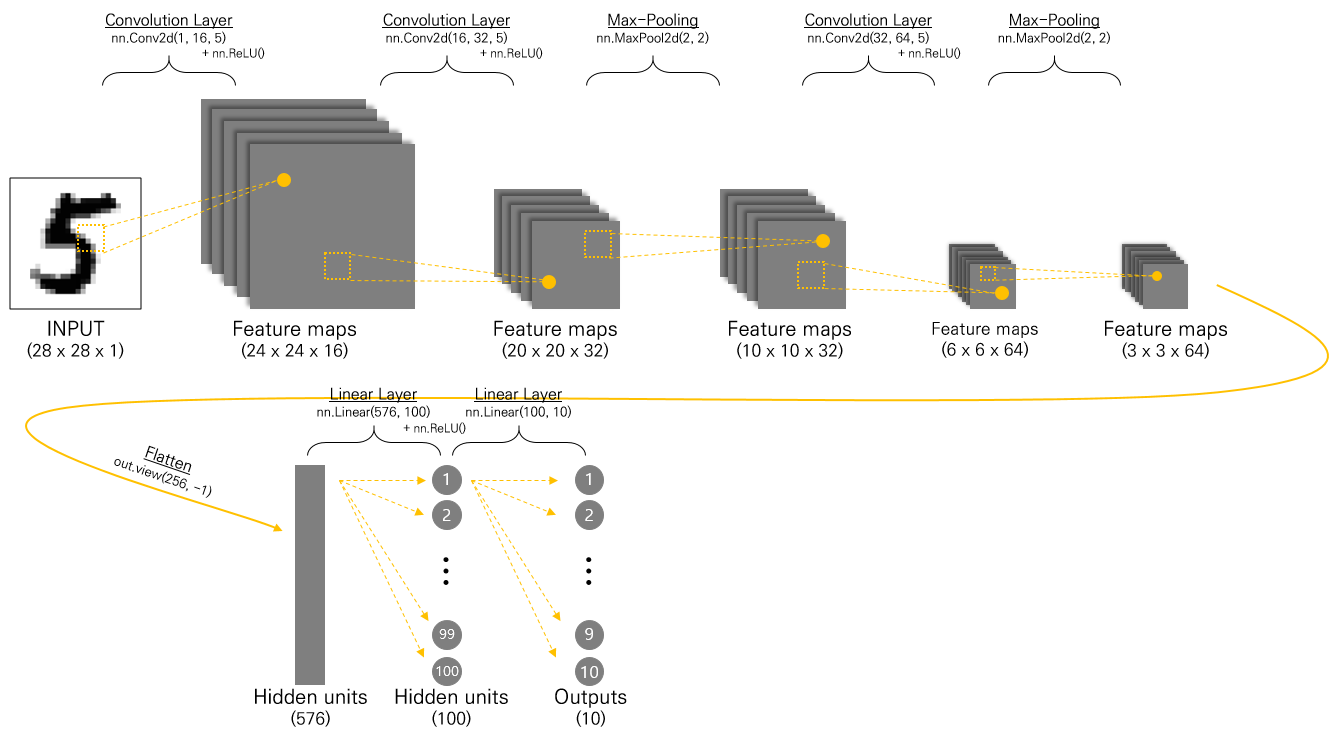 Convolution Layer
nn.Conv2d(1, 16, 5)
+ nn.ReLU()
Convolution Layer
nn.Conv2d(16, 32, 5)
+ nn.ReLU()
Max-Pooling
nn.MaxPool2d(2, 2)
Convolution Layer
nn.Conv2d(32, 64, 5)
+ nn.ReLU()
Max-Pooling
nn.MaxPool2d(2, 2)
5
INPUT
(28 x 28 x 1)
Feature maps
(24 x 24 x 16)
Feature maps
(20 x 20 x 32)
Feature maps
(10 x 10 x 32)
Feature maps
(6 x 6 x 64)
Feature maps
(3 x 3 x 64)
Flatten
out.view(256, -1)
Linear Layer
nn.Linear(576, 100)
+ nn.ReLU()
Linear Layer
nn.Linear(100, 10)
1
2
99
100
1
2
9
10
Hidden units
(576)
Hidden units
(100)
Outputs
(10)